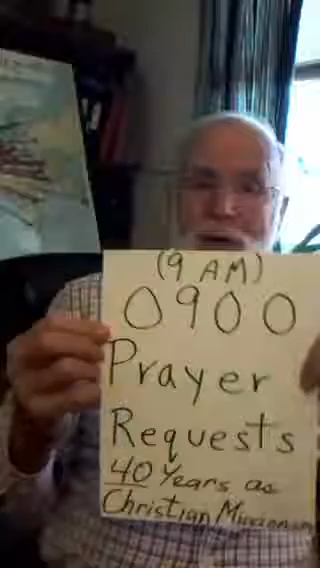 (9 AM)
0900
Prayer
Requests
40 Years as
Christian Missionary